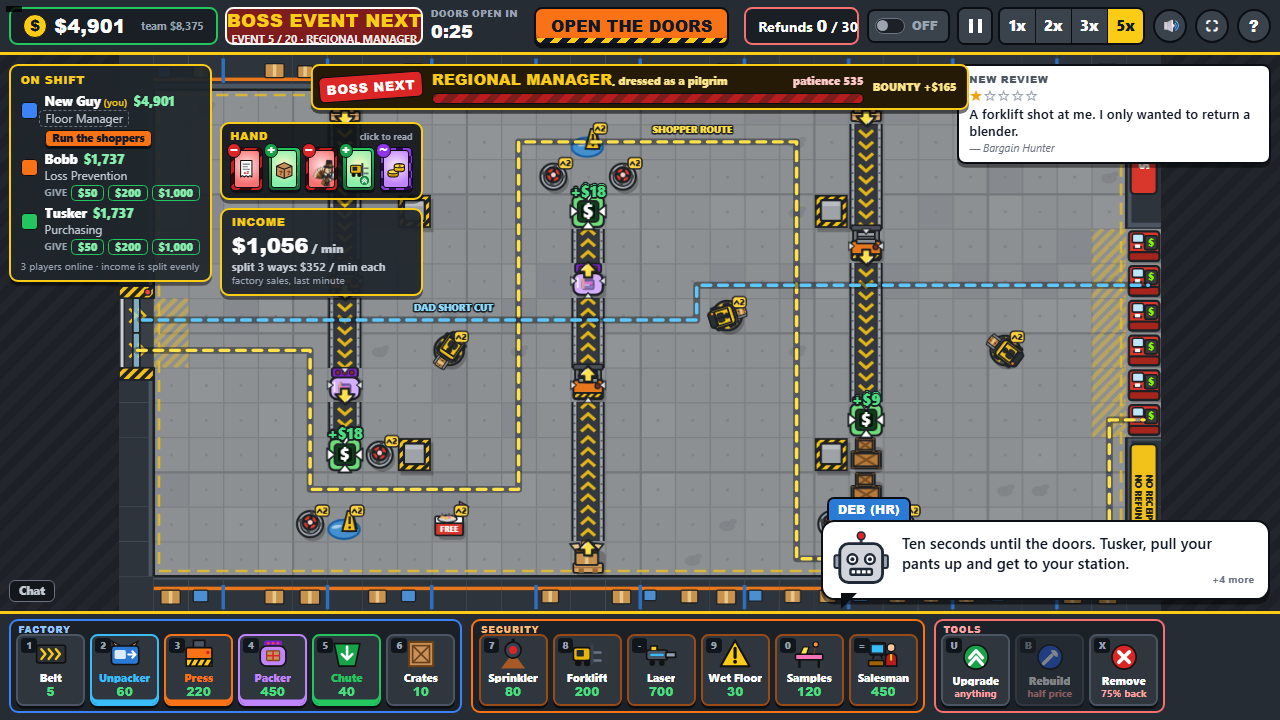 $4,901
team $8,375
BOSS EVENT NEXT
EVENT 5 / 20 · REGIONAL MANAGER
DOORS OPEN IN
0:25
OPEN THE DOORS
Refunds 0 / 30
OFF
1x
2x
3x
5x
?
ON SHIFT
New Guy (you) $4,901
Floor Manager
Run the shoppers
Bobb $1,737
Loss Prevention
GIVE $50 $200 $1,000
Tusker $1,737
Purchasing
GIVE $50 $200 $1,000
3 players online · income is split evenly
HAND
click to read
INCOME
$1,056 / min
split 3 ways: $352 / min each
factory sales, last minute
BOSS NEXT
REGIONAL MANAGER, dressed as a pilgrim
patience 535
BOUNTY +$165
NEW REVIEW
A forklift shot at me. I only wanted to return a
blender.
— Bargain Hunter
SHOPPER ROUTE
DAD SHORT CUT
+$18
+$18
+$9
FREE
DEB (HR)
Ten seconds until the doors. Tusker, pull your
pants up and get to your station.
+4 more
Chat
FACTORY
1
Belt
5
2
Unpacker
60
3
Press
220
4
Packer
450
5
Chute
40
6
Crates
10
SECURITY
7
Sprinkler
80
8
Forklift
200
-
Laser
700
9
Wet Floor
30
0
Samples
120
=
Salesman
450
TOOLS
U
Upgrade
anything
B
Rebuild
half price
X
Remove
75% back